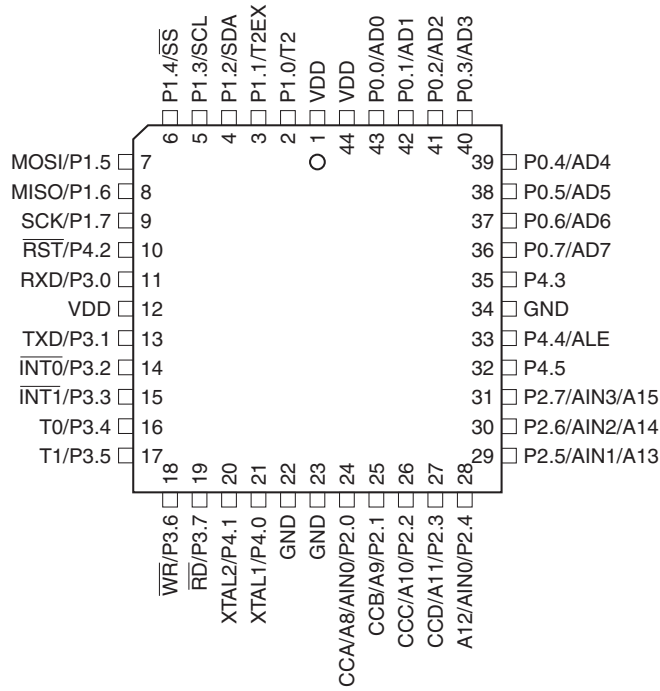 P1.4/S̅S̅
P1.3/SCL
P1.2/SDA
P1.1/T2EX
P1.0/T2
VDD
VDD
P0.0/AD0
P0.1/AD1
P0.2/AD2
P0.3/AD3
6 5 4 3 2 1 44 43 42 41 40
MOSI/P1.5 7
MISO/P1.6 8
SCK/P1.7 9
R̅S̅T̅/P4.2 10
RXD/P3.0 11
VDD 12
TXD/P3.1 13
I̅N̅T̅0̅/P3.2 14
I̅N̅T̅1̅/P3.3 15
T0/P3.4 16
T1/P3.5 17
39 P0.4/AD4
38 P0.5/AD5
37 P0.6/AD6
36 P0.7/AD7
35 P4.3
34 GND
33 P4.4/ALE
32 P4.5
31 P2.7/AIN3/A15
30 P2.6/AIN2/A14
29 P2.5/AIN1/A13
18 19 20 21 22 23 24 25 26 27 28
W̅R̅/P3.6
R̅D̅/P3.7
XTAL2/P4.1
XTAL1/P4.0
GND
GND
CCA/A8/AIN0/P2.0
CCB/A9/P2.1
CCC/A10/P2.2
CCD/A11/P2.3
A12/AIN0/P2.4